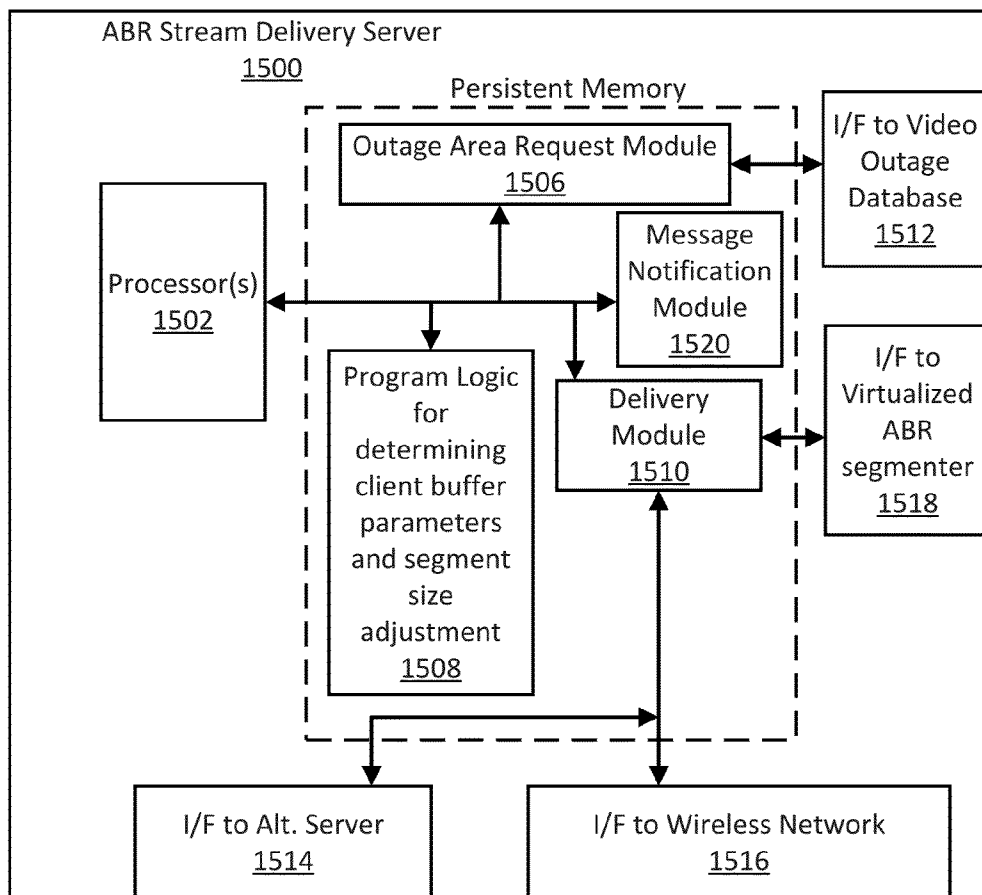 ABR Stream Delivery Server
1500
Persistent Memory
Outage Area Request Module
1506
I/F to Video
Outage
Database
1512
Processor(s)
1502
Message
Notification
Module
1520
Program Logic
for
determining
client buffer
parameters
and segment
size
adjustment
1508
Delivery
Module
1510
I/F to
Virtualized
ABR
segmenter
1518
I/F to Alt. Server
1514
I/F to Wireless Network
1516